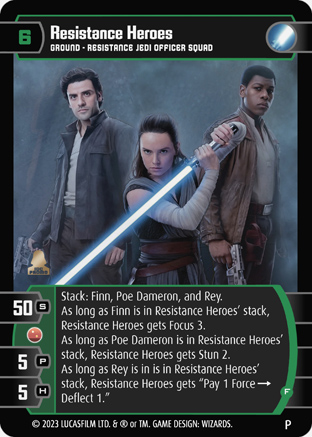 6
Resistance Heroes
GROUND - RESISTANCE JEDI OFFICER SQUAD
50 S
5 P
5 H
Stack: Finn, Poe Dameron, and Rey.
As long as Finn is in Resistance Heroes' stack,
Resistance Heroes gets Focus 3.
As long as Poe Dameron is in Resistance Heroes'
stack, Resistance Heroes gets Stun 2.
As long as Rey is in is in Resistance Heroes'
stack, Resistance Heroes gets "Pay 1 Force →
Deflect 1."
F
© 2023 LUCASFILM LTD. & ® or TM. GAME DESIGN: WIZARDS.
P